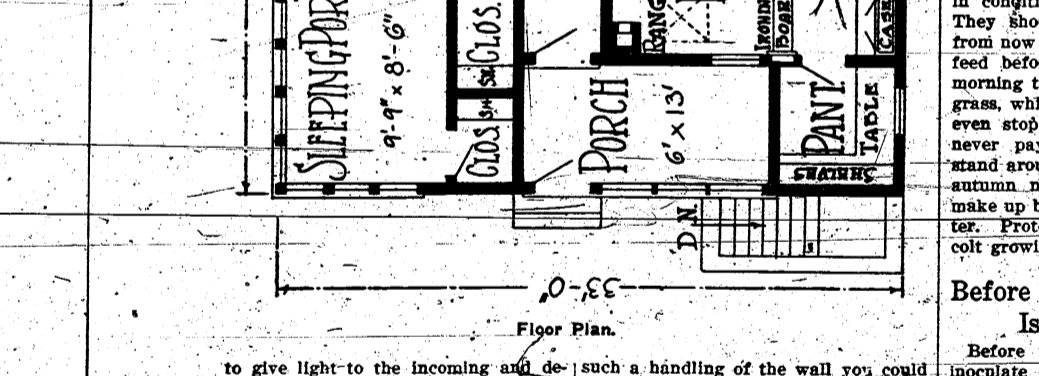 SLEEPING POR
9'-9" x 8'-6"
CLOS.
SH.
CLOS.
SH.
RANG
IRONING
BOARD
CASE
PORCH
6' x 13'
PANT.
TABLE
SHELVES
DN.
33'-0"
Floor Plan.
to give light to the incoming and de-
such a handling of the wall you could
They sho
from now
feed befo
morning t
grass, whi
even stop
never pay
stand arou
autumn n
make up b
ter. Prot
colt growi
Before
Is
Before
inoculate